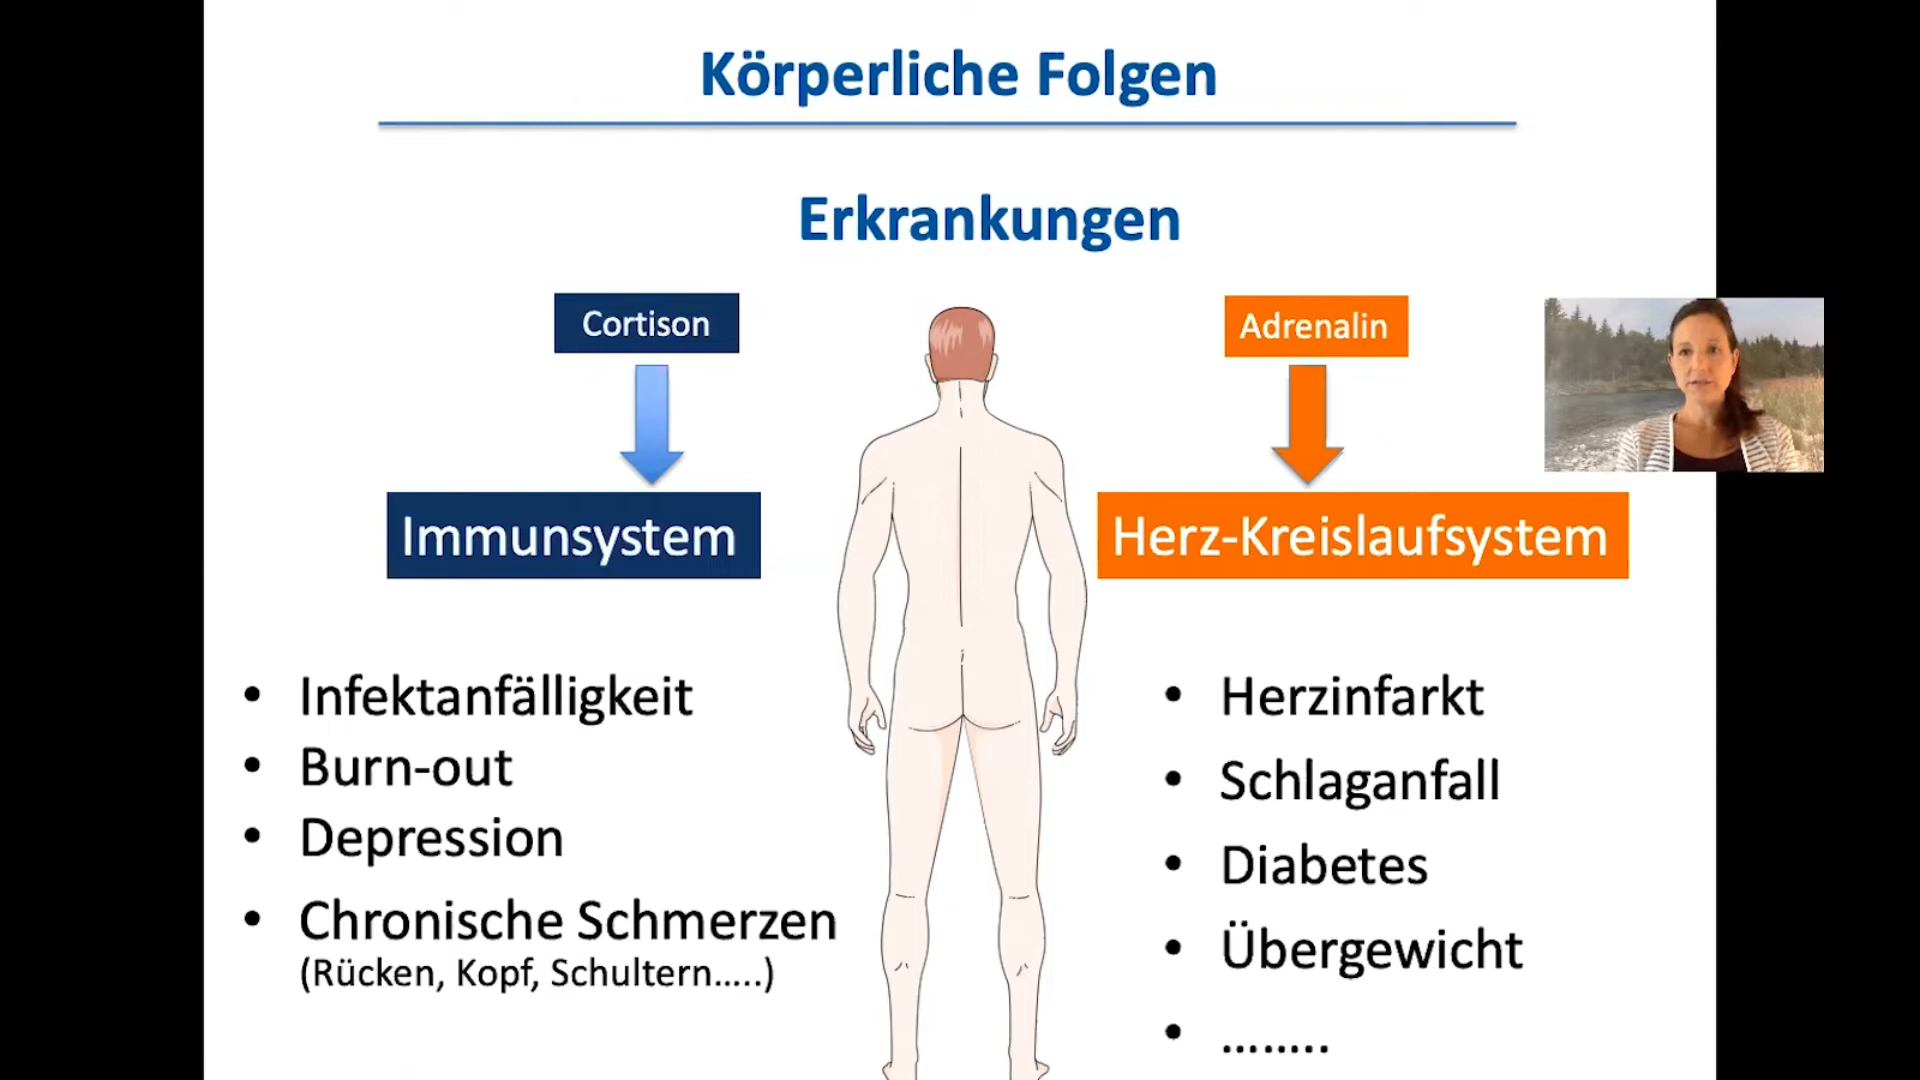 Körperliche Folgen
Erkrankungen
Cortison
Immunsystem
• Infektanfälligkeit
• Burn-out
• Depression
• Chronische Schmerzen
(Rücken, Kopf, Schultern…..)
Adrenalin
Herz-Kreislaufsystem
• Herzinfarkt
• Schlaganfall
• Diabetes
• Übergewicht
• ……..